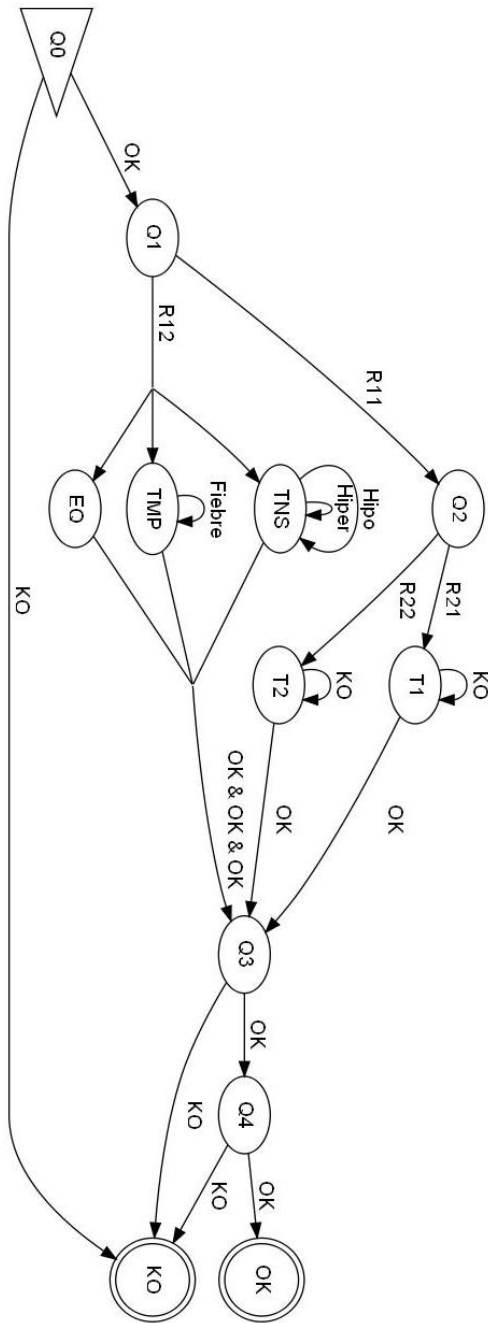 Q0
OK
KO
Q1
R11
R12
Q2
R21
R22
TNS
Hipo
Hiper
TMP
Fiebre
EQ
T1
KO
T2
KO
OK
OK
OK & OK & OK
Q3
OK
KO
Q4
OK
KO
OK
KO